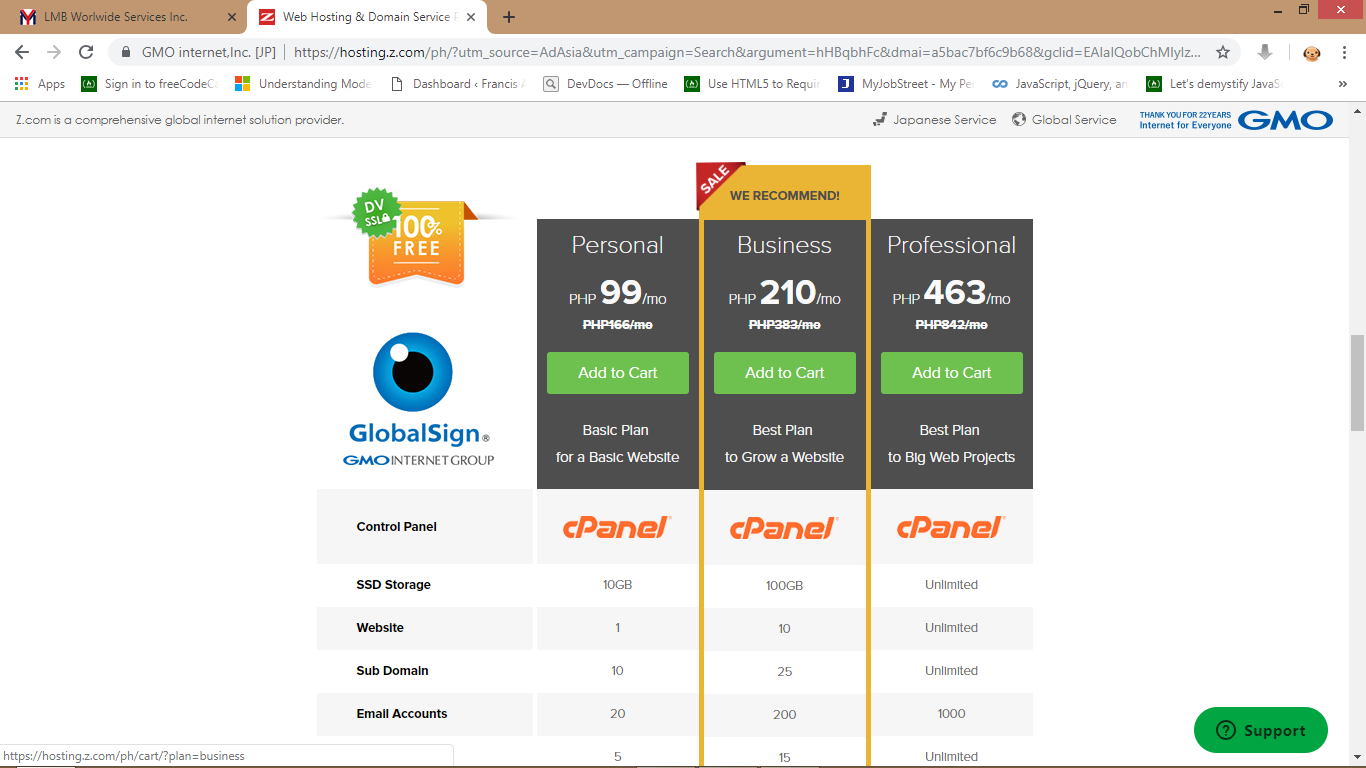 LMB Worlwide Services Inc.
Web Hosting & Domain Service
GMO internet,Inc. [JP]
https://hosting.z.com/ph/?utm_source=AdAsia&utm_campaign=Search&argument=hHBqbhFc&dmai=a5bac7bf6c9b68&gclid=EAIaIQobChMIyIz...
Apps
Sign in to freeCodeC
Understanding Mode
Dashboard ‹ Francis
DevDocs — Offline
Use HTML5 to Requir
MyJobStreet - My Pe
JavaScript, jQuery, an
Let's demystify JavaS
»
Z.com is a comprehensive global internet solution provider.
Japanese Service
Global Service
THANK YOU FOR 22YEARS
Internet for Everyone
GMO
SALE
WE RECOMMEND!
DV
SSL
100%
FREE
Personal Business Professional
PHP 99/mo PHP 210/mo PHP 463/mo
PHP166/mo PHP383/mo PHP842/mo
Add to Cart Add to Cart Add to Cart
GlobalSign®
GMO INTERNET GROUP
Basic Plan Best Plan Best Plan
for a Basic Website to Grow a Website to Big Web Projects
Control Panel cPanel® cPanel® cPanel®
SSD Storage 10GB 100GB Unlimited
Website 1 10 Unlimited
Sub Domain 10 25 Unlimited
Email Accounts 20 200 1000
5 15 Unlimited
? Support
https://hosting.z.com/ph/cart/?plan=business